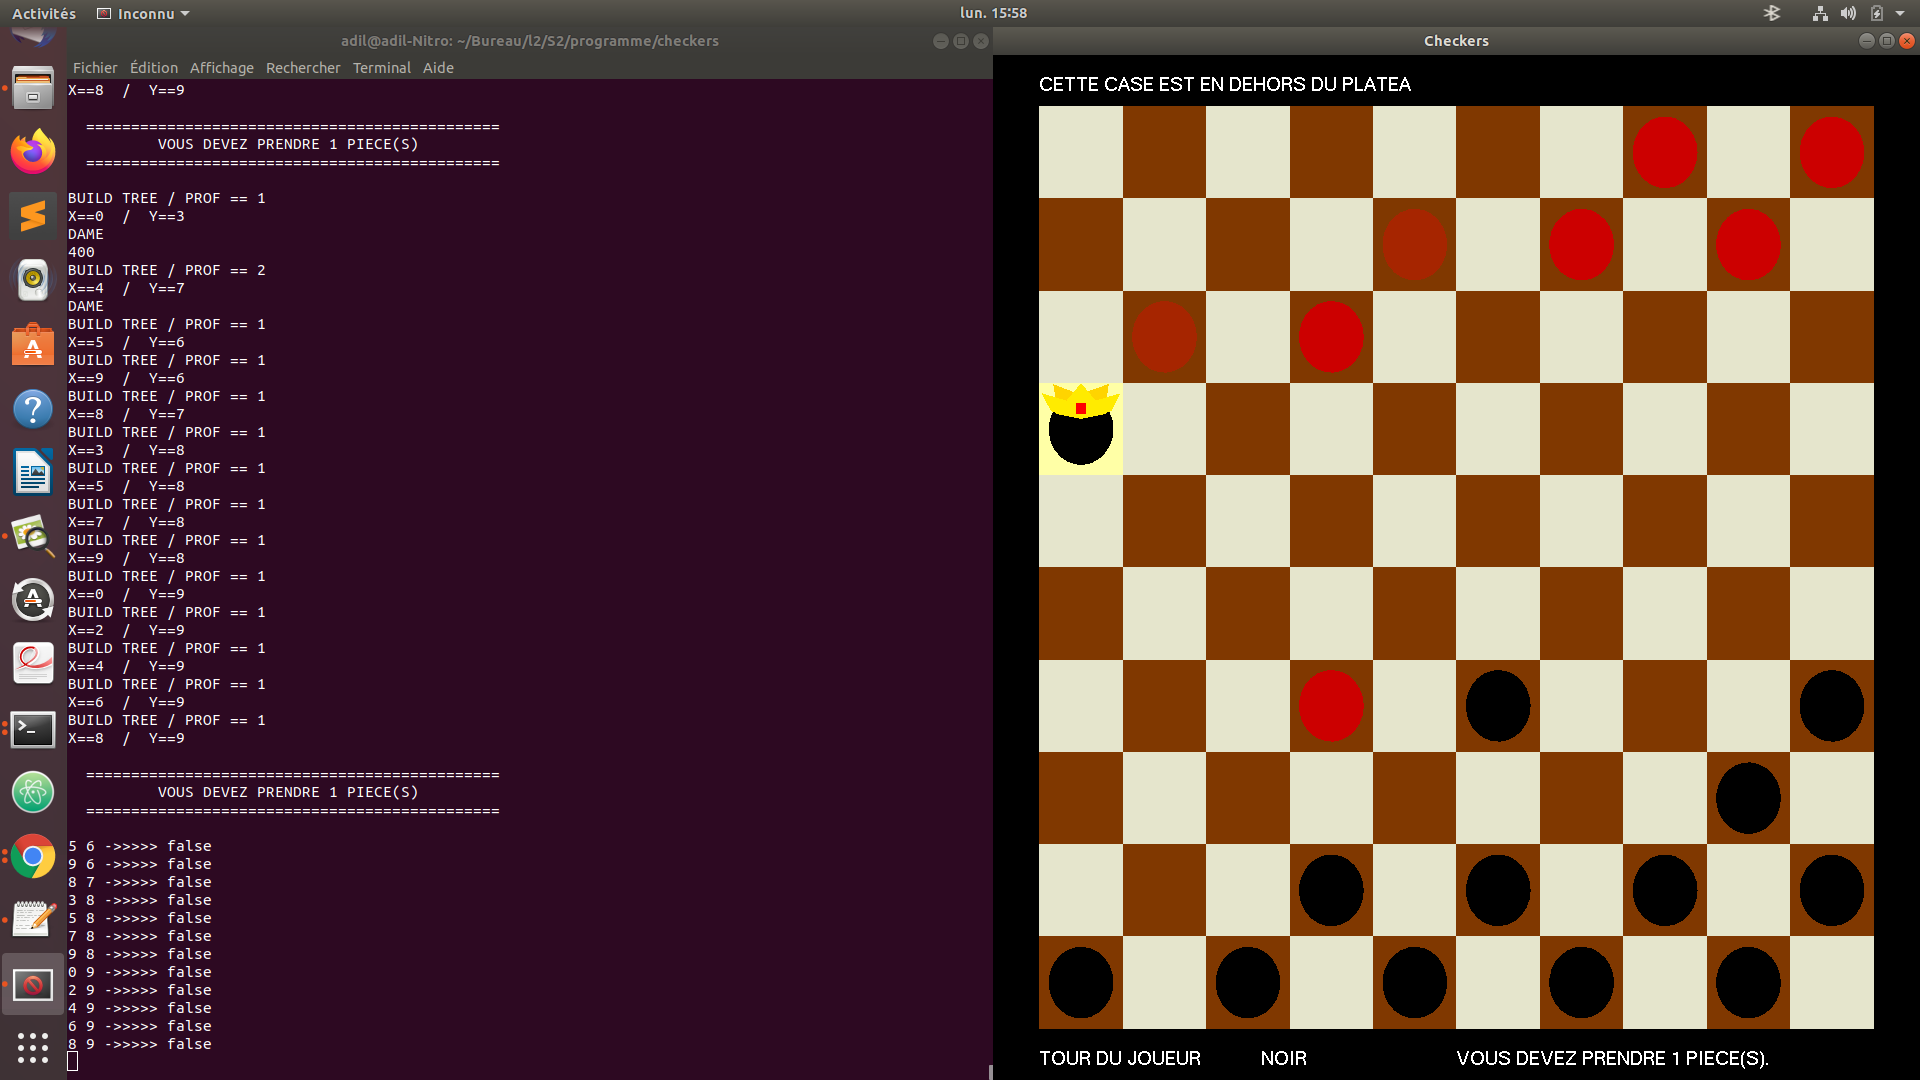 Activités Inconnu lun. 15:58
adil@adil-Nitro: ~/Bureau/l2/S2/programme/checkers
Fichier Édition Affichage Rechercher Terminal Aide
X==8 / Y==9
===============================================
VOUS DEVEZ PRENDRE 1 PIECE(S)
===============================================
BUILD TREE / PROF == 1
X==0 / Y==3
DAME
400
BUILD TREE / PROF == 2
X==4 / Y==7
DAME
BUILD TREE / PROF == 1
X==5 / Y==6
BUILD TREE / PROF == 1
X==9 / Y==6
BUILD TREE / PROF == 1
X==8 / Y==7
BUILD TREE / PROF == 1
X==3 / Y==8
BUILD TREE / PROF == 1
X==5 / Y==8
BUILD TREE / PROF == 1
X==7 / Y==8
BUILD TREE / PROF == 1
X==9 / Y==8
BUILD TREE / PROF == 1
X==0 / Y==9
BUILD TREE / PROF == 1
X==2 / Y==9
BUILD TREE / PROF == 1
X==4 / Y==9
BUILD TREE / PROF == 1
X==6 / Y==9
BUILD TREE / PROF == 1
X==8 / Y==9
===============================================
VOUS DEVEZ PRENDRE 1 PIECE(S)
===============================================
5 6 ->>>>> false
9 6 ->>>>> false
8 7 ->>>>> false
3 8 ->>>>> false
5 8 ->>>>> false
7 8 ->>>>> false
9 8 ->>>>> false
0 9 ->>>>> false
2 9 ->>>>> false
4 9 ->>>>> false
6 9 ->>>>> false
8 9 ->>>>> false
Checkers
CETTE CASE EST EN DEHORS DU PLATEA
TOUR DU JOUEUR NOIR VOUS DEVEZ PRENDRE 1 PIECE(S).